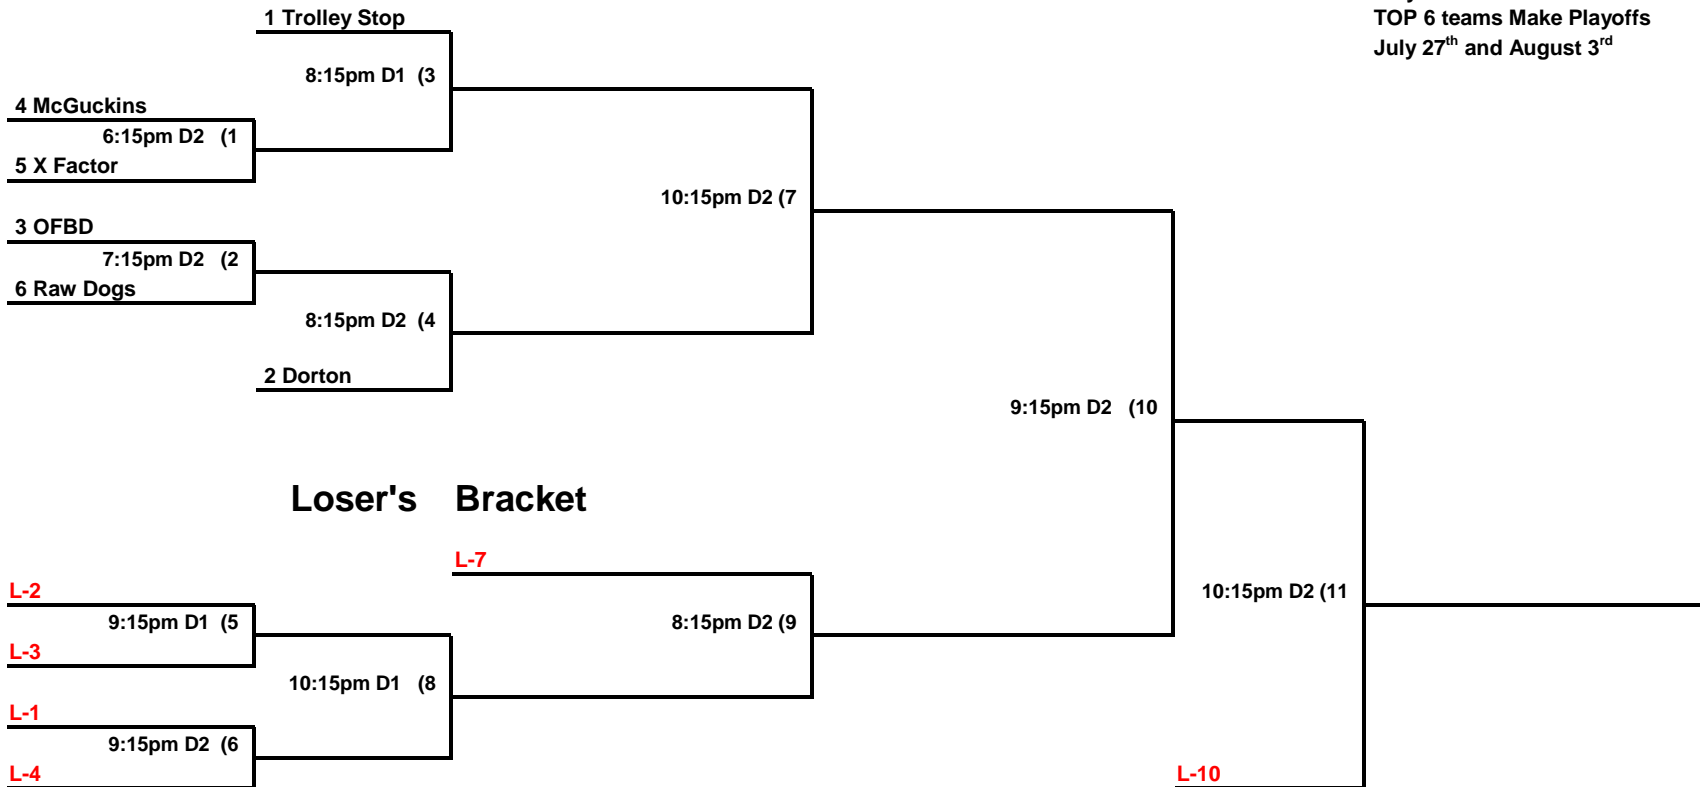 1 Trolley Stop
TOP 6 teams Make Playoffs
July 27th and August 3rd
8:15pm D1 (3
4 McGuckins
6:15pm D2 (1
5 X Factor
10:15pm D2 (7
3 OFBD
7:15pm D2 (2
6 Raw Dogs
8:15pm D2 (4
2 Dorton
9:15pm D2 (10
Loser's Bracket
L-7
L-2
9:15pm D1 (5
8:15pm D2 (9
10:15pm D2 (11
L-3
10:15pm D1 (8
L-1
9:15pm D2 (6
L-4
L-10